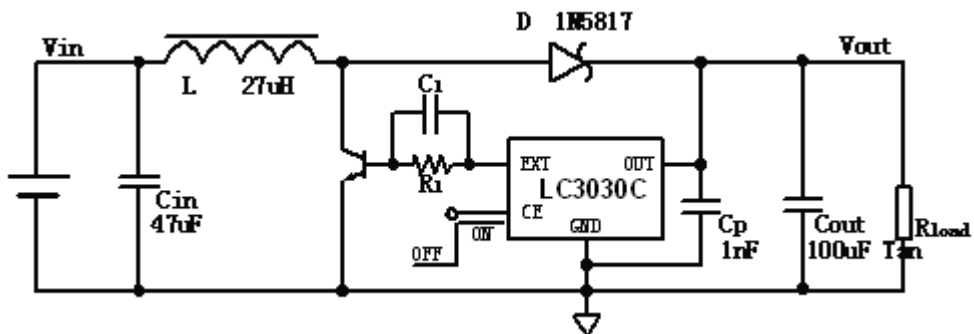 D 1N5817
Vin
Vout
L 27uH
C1
EXT OUT
LC3030C
R1
CE
GND
Cin
47uF
ON
OFF
Cp
1nF
Cout
100uF Tan
Rload